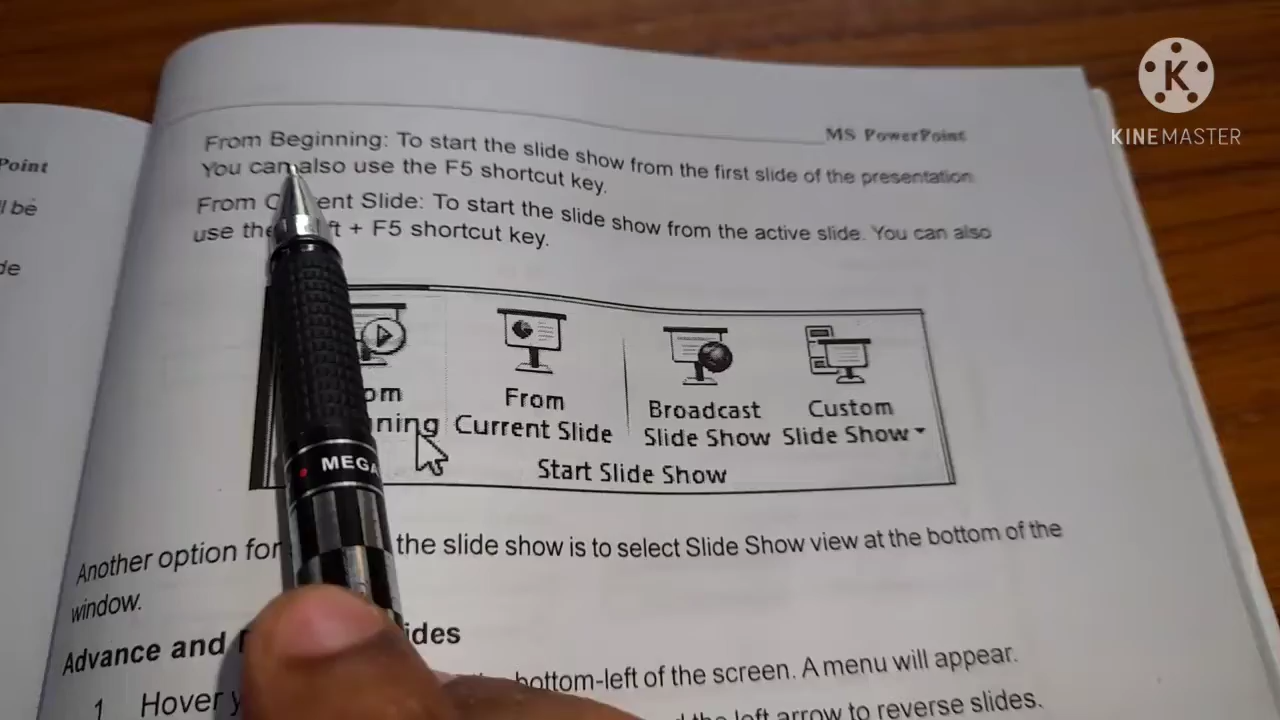 KINEMASTER
MS PowerPoint
Point
l be
de
From Beginning: To start the slide show from the first slide of the presentation
You can also use the F5 shortcut key.
From ent Slide: To start the slide show from the active slide. You can also
use the ft + F5 shortcut key.
om
ning
From
Current Slide
Broadcast
Slide Show
Custom
Slide Show
Start Slide Show
MEGA
Another option for the slide show is to select Slide Show view at the bottom of the
window.
Advance and ides
1 Hover y bottom-left of the screen. A menu will appear.
d the left arrow to reverse slides.